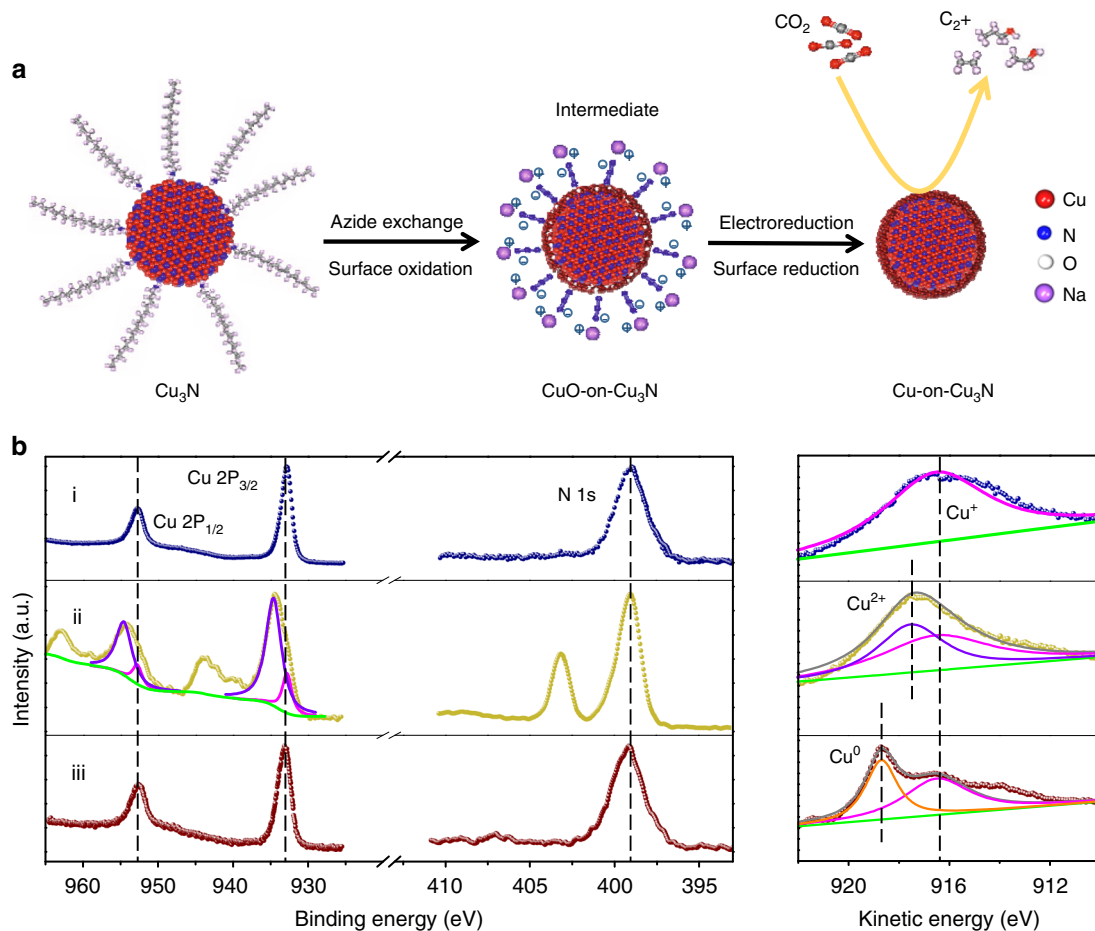 CO₂
C₂+
a
Intermediate
Azide exchange
Surface oxidation
Electroreduction
Surface reduction
Cu
N
O
Na
Cu₃N
CuO-on-Cu₃N
Cu-on-Cu₃N
b
i
Cu 2P₃/₂
Cu 2P₁/₂
N 1s
Cu⁺
ii
Cu²⁺
iii
Cu⁰
Intensity (a.u.)
960 950 940 930 410 405 400 395
Binding energy (eV)
920 916 912
Kinetic energy (eV)